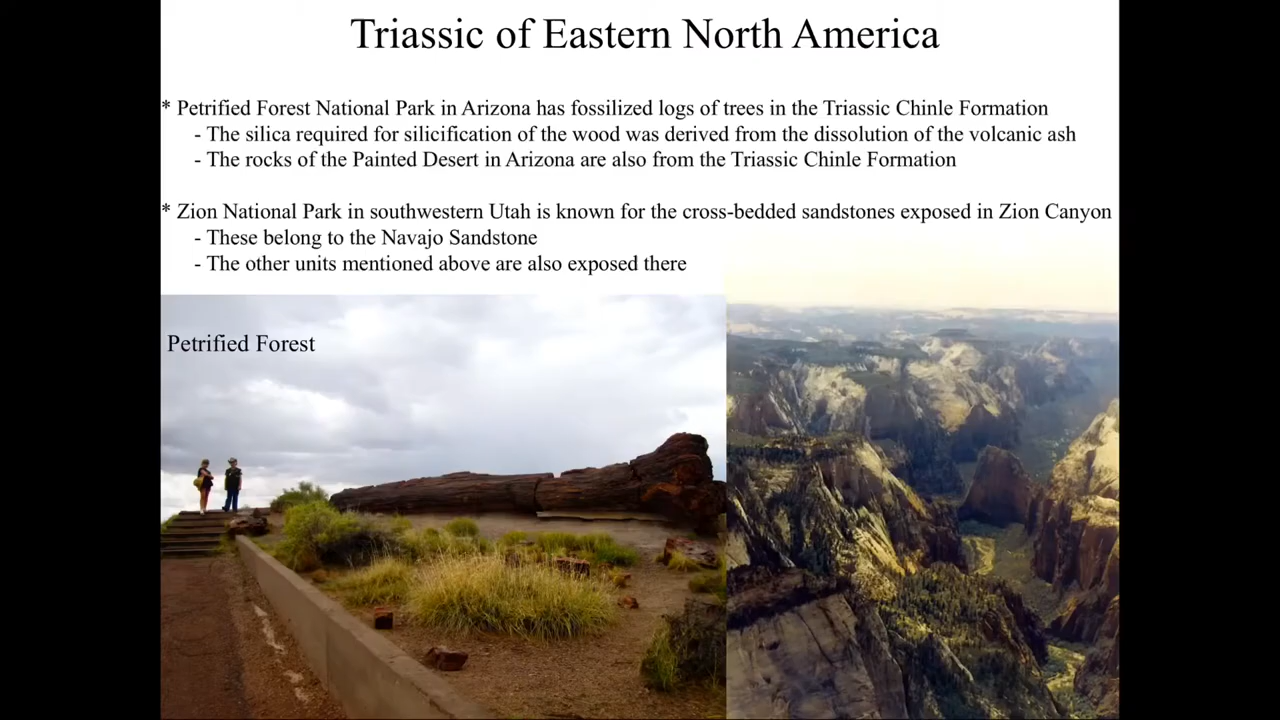 Triassic of Eastern North America
* Petrified Forest National Park in Arizona has fossilized logs of trees in the Triassic Chinle Formation
- The silica required for silicification of the wood was derived from the dissolution of the volcanic ash
- The rocks of the Painted Desert in Arizona are also from the Triassic Chinle Formation
* Zion National Park in southwestern Utah is known for the cross-bedded sandstones exposed in Zion Canyon
- These belong to the Navajo Sandstone
- The other units mentioned above are also exposed there
Petrified Forest